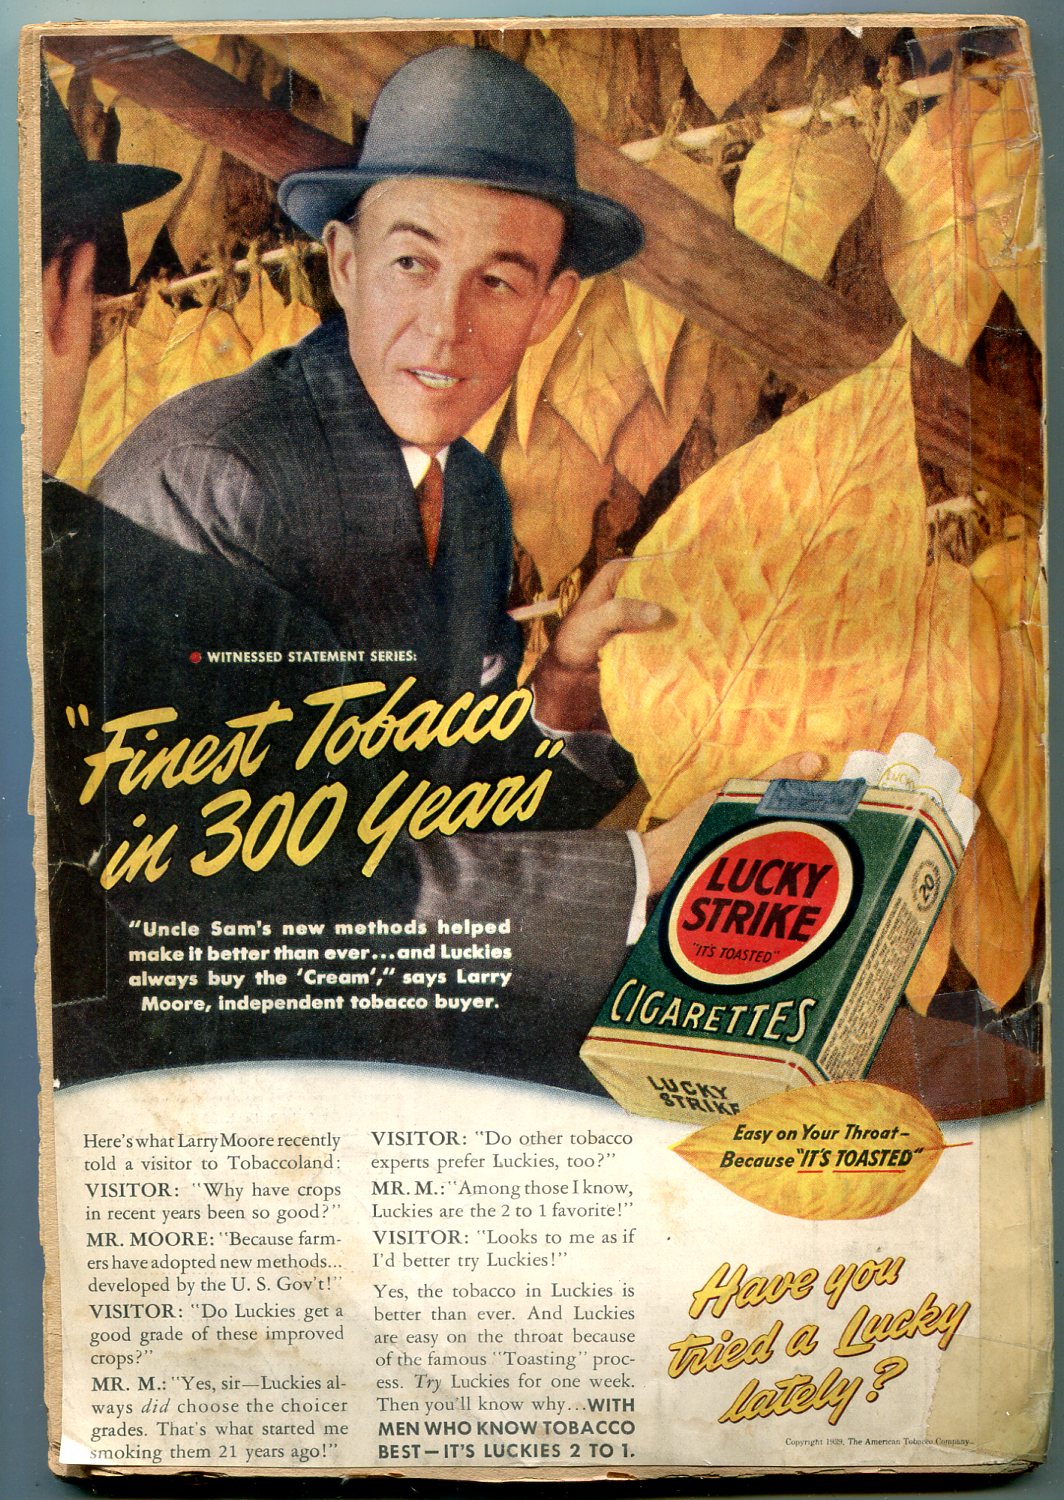 WITNESSED STATEMENT SERIES:
"Finest Tobacco
in 300 Years"
"Uncle Sam's new methods helped
make it better than ever...and Luckies
always buy the 'Cream'," says Larry
Moore, independent tobacco buyer.
LUCKY
STRIKE
"IT'S TOASTED"
CIGARETTES
20
LUCKY
STRIKE
Easy on Your Throat—
Because "IT'S TOASTED"
Here's what Larry Moore recently
told a visitor to Tobaccoland:
VISITOR: "Why have crops
in recent years been so good?"
MR. MOORE: "Because farm-
ers have adopted new methods...
developed by the U. S. Gov't!"
VISITOR: "Do Luckies get a
good grade of these improved
crops?"
MR. M.: "Yes, sir—Luckies al-
ways did choose the choicer
grades. That's what started me
smoking them 21 years ago!"
VISITOR: "Do other tobacco
experts prefer Luckies, too?"
MR. M.: "Among those I know,
Luckies are the 2 to 1 favorite!"
VISITOR: "Looks to me as if
I'd better try Luckies!"
Yes, the tobacco in Luckies is
better than ever. And Luckies
are easy on the throat because
of the famous "Toasting" proc-
ess. Try Luckies for one week.
Then you'll know why...WITH
MEN WHO KNOW TOBACCO
BEST—IT'S LUCKIES 2 TO 1.
Have you
tried a Lucky
lately?
Copyright 1939, The American Tobacco Company